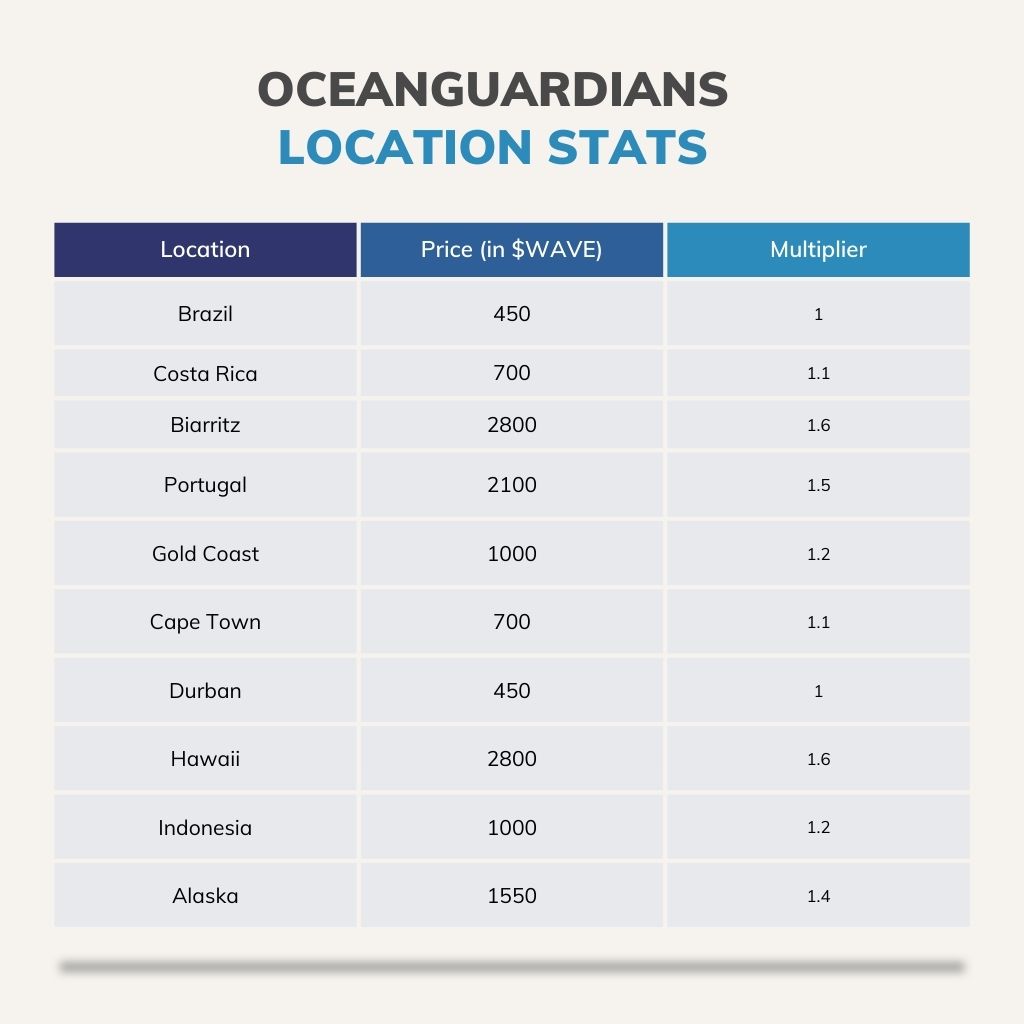 OCEANGUARDIANS
LOCATION STATS
Location Price (in $WAVE) Multiplier
Brazil 450 1
Costa Rica 700 1.1
Biarritz 2800 1.6
Portugal 2100 1.5
Gold Coast 1000 1.2
Cape Town 700 1.1
Durban 450 1
Hawaii 2800 1.6
Indonesia 1000 1.2
Alaska 1550 1.4